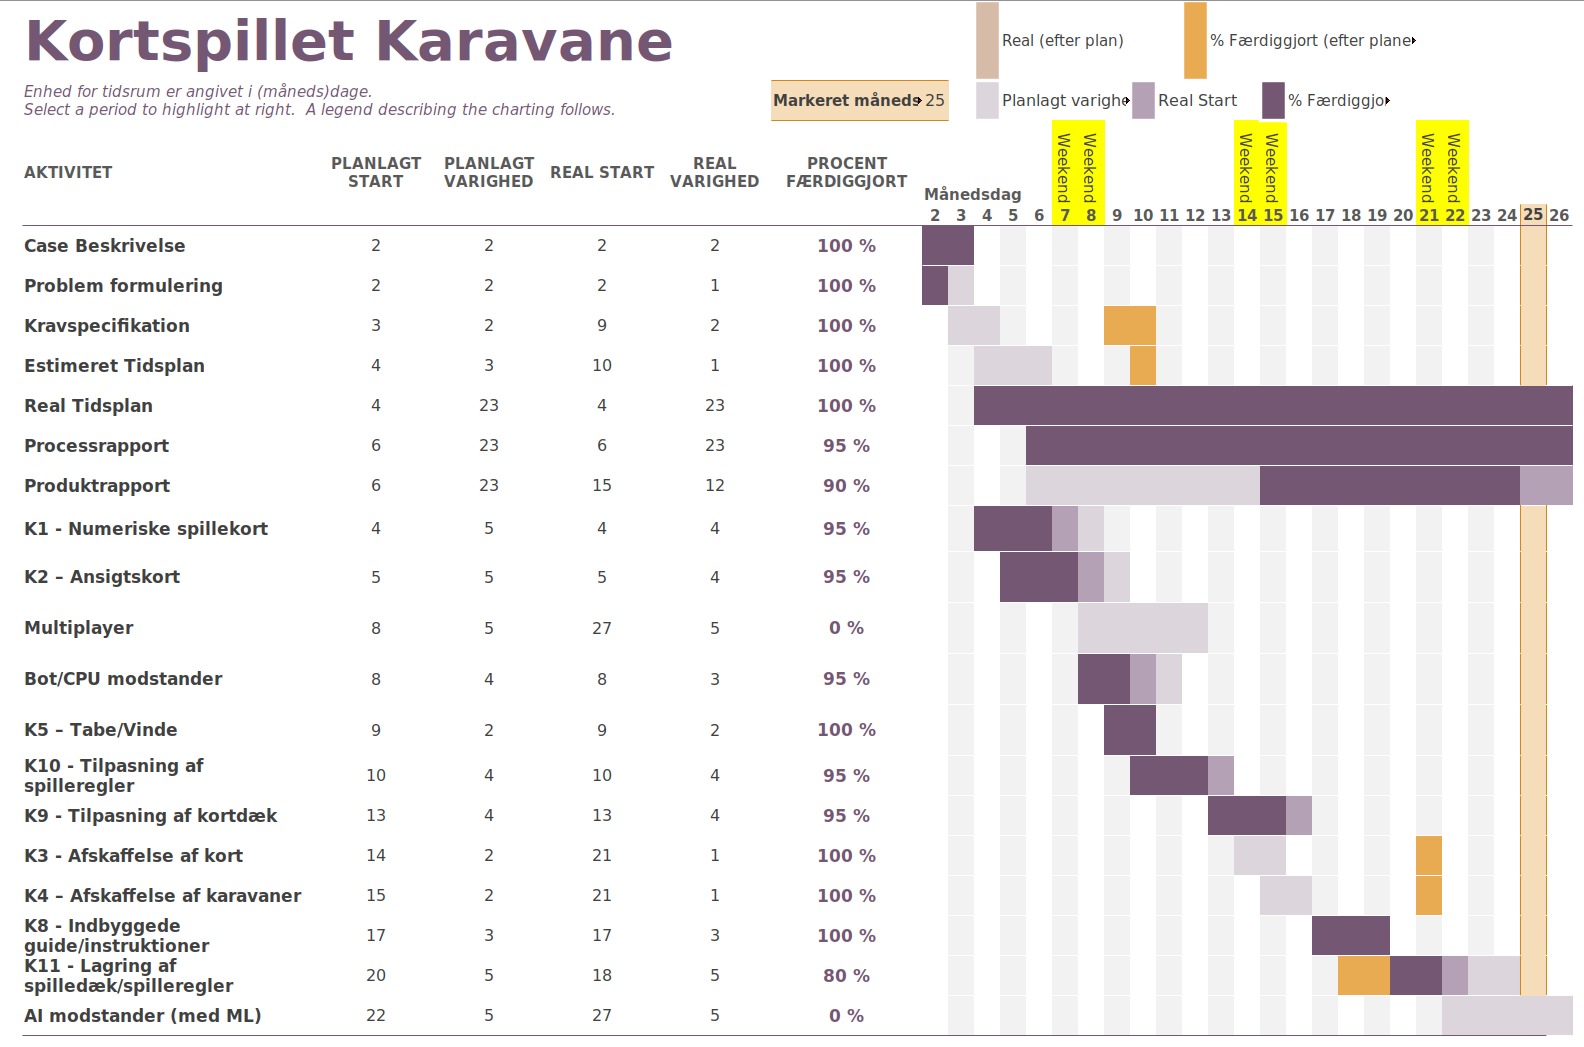 Kortspillet Karavane
Real (efter plan)
% Færdiggjort (efter plane
Enhed for tidsrum er angivet i (måneds)dage.
Select a period to highlight at right. A legend describing the charting follows.
Markeret måneds 25
Planlagt varighe
Real Start
% Færdiggjo
AKTIVITET
PLANLAGT
START
PLANLAGT
VARIGHED
REAL START
REAL
VARIGHED
PROCENT
FÆRDIGGJORT
Månedsdag
Weekend
Weekend
Weekend
Weekend
Weekend
Weekend
2 3 4 5 6 7 8 9 10 11 12 13 14 15 16 17 18 19 20 21 22 23 24 25 26
Case Beskrivelse 2 2 2 2 100 %
Problem formulering 2 2 2 1 100 %
Kravspecifikation 3 2 9 2 100 %
Estimeret Tidsplan 4 3 10 1 100 %
Real Tidsplan 4 23 4 23 100 %
Processrapport 6 23 6 23 95 %
Produktrapport 6 23 15 12 90 %
K1 - Numeriske spillekort 4 5 4 4 95 %
K2 – Ansigtskort 5 5 5 4 95 %
Multiplayer 8 5 27 5 0 %
Bot/CPU modstander 8 4 8 3 95 %
K5 – Tabe/Vinde 9 2 9 2 100 %
K10 - Tilpasning af
spilleregler 10 4 10 4 95 %
K9 - Tilpasning af kortdæk 13 4 13 4 95 %
K3 - Afskaffelse af kort 14 2 21 1 100 %
K4 – Afskaffelse af karavaner 15 2 21 1 100 %
K8 - Indbyggede
guide/instruktioner 17 3 17 3 100 %
K11 - Lagring af
spilledæk/spilleregler 20 5 18 5 80 %
AI modstander (med ML) 22 5 27 5 0 %